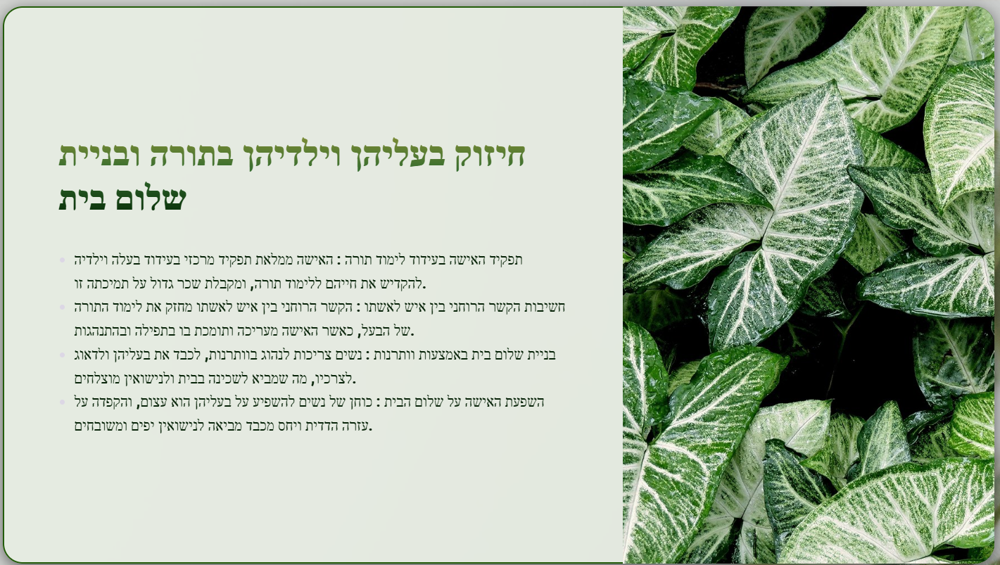 חיזוק בעליהן וילדיהן בתורה ובניית
שלום בית
תפקיד האישה בעידוד לימוד תורה : האישה ממלאת תפקיד מרכזי בעידוד בעלה וילדיה
להקדיש את חייהם ללימוד תורה, ומקבלת שכר גדול על תמיכתה זו.
חשיבות הקשר הרוחני בין איש לאשתו : הקשר הרוחני בין איש לאשתו מחזק את לימוד התורה
של הבעל, כאשר האישה מעריכה ותומכת בו בתפילה ובהתנהגות.
בניית שלום בית באמצעות וותרנות : נשים צריכות לנהוג בוותרנות, לכבד את בעליהן ולדאוג
לצרכיו, מה שמביא לשכינה בבית ולנישואין מוצלחים.
השפעת האישה על שלום הבית : כוחן של נשים להשפיע על בעליהן הוא עצום, והקפדה על
עזרה הדדית ויחס מכבד מביאה לנישואין יפים ומשובחים.